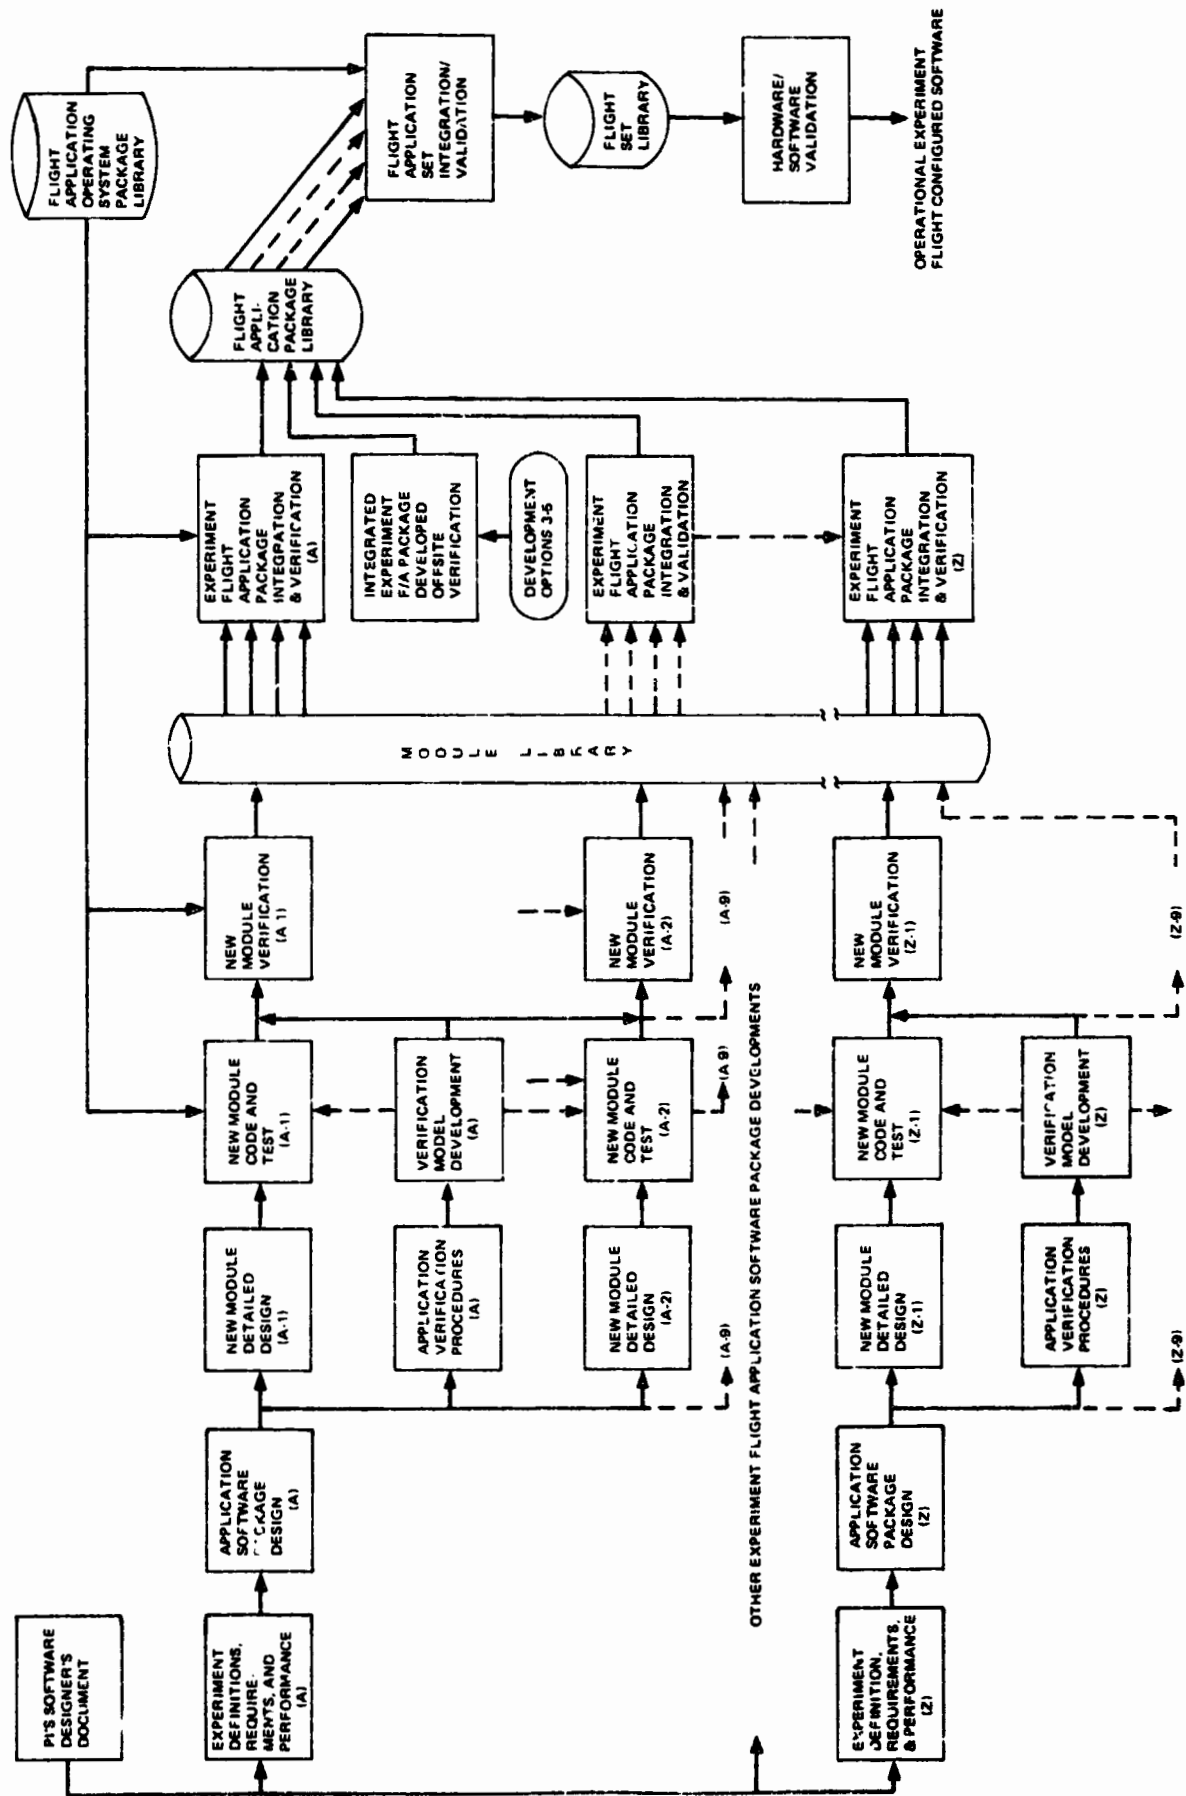 PI'S SOFTWARE
DESIGNER'S
DOCUMENT
EXPERIMENT
DEFINITIONS,
REQUIRE-
MENTS, AND
PERFORMANCE
(A)
APPLICATION
SOFTWARE
PACKAGE
DESIGN
(A)
NEW MODULE
DETAILED
DESIGN
(A-1)
NEW MODULE
CODE AND
TEST
(A-1)
NEW
MODULE
VERIFICATION
(A-1)
APPLICATION
VERIFICATION
PROCEDURES
(A)
VERIFICATION
MODEL
DEVELOPMENT
(A)
NEW MODULE
DETAILED
DESIGN
(A-2)
NEW MODULE
CODE AND
TEST
(A-2)
NEW
MODULE
VERIFICATION
(A-2)
(A-9)
(A-9)
(A-9)
OTHER EXPERIMENT FLIGHT APPLICATION SOFTWARE PACKAGE DEVELOPMENTS
EXPERIMENT
DEFINITION,
REQUIREMENTS,
& PERFORMANCE
(Z)
APPLICATION
SOFTWARE
PACKAGE
DESIGN
(Z)
NEW MODULE
DETAILED
DESIGN
(Z-1)
NEW MODULE
CODE AND
TEST
(Z-1)
NEW
MODULE
VERIFICATION
(Z-1)
APPLICATION
VERIFICATION
PROCEDURES
(Z)
VERIFICATION
MODEL
DEVELOPMENT
(Z)
(Z-9)
(Z-9)
MODULE LIBRARY
EXPERIMENT
FLIGHT
APPLICATION
PACKAGE
INTEGRATION
& VERIFICATION
(A)
INTEGRATED
EXPERIMENT
F/A PACKAGE
DEVELOPED
OFFSITE
VERIFICATION
DEVELOPMENT
OPTIONS 3-5
EXPERIMENT
FLIGHT
APPLICATION
PACKAGE
INTEGRATION
& VALIDATION
EXPERIMENT
FLIGHT
APPLICATION
PACKAGE
INTEGRATION
& VERIFICATION
(Z)
FLIGHT
APPLI-
CATION
PACKAGE
LIBRARY
FLIGHT
APPLICATION
OPERATING
SYSTEM
PACKAGE
LIBRARY
FLIGHT
APPLICATION
SET
INTEGRATION/
VALIDATION
FLIGHT
SET
LIBRARY
HARDWARE/
SOFTWARE
VALIDATION
OPERATIONAL EXPERIMENT
FLIGHT CONFIGURED SOFTWARE